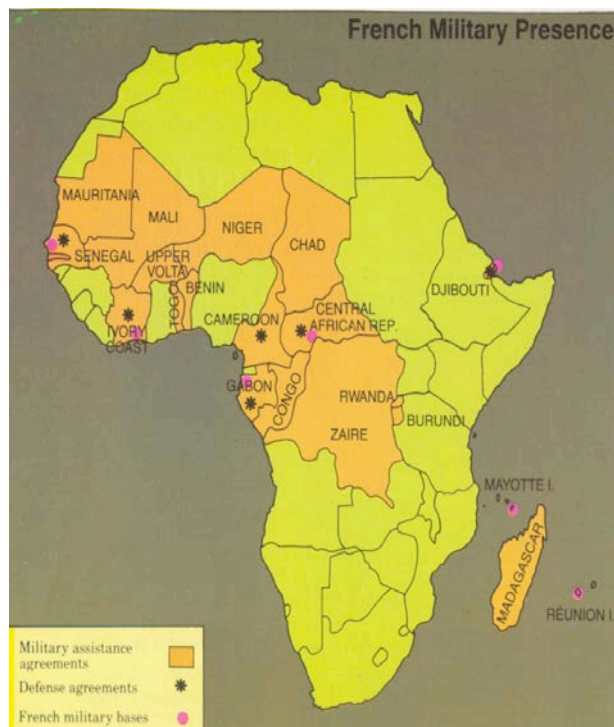 French Military Presence
MAURITANIA
MALI
NIGER
CHAD
SENEGAL
UPPER
VOLTA
BENIN
TOGO
IVORY
COAST
CAMEROON
CENTRAL
AFRICAN REP.
DJIBOUTI
GABON
CONGO
RWANDA
BURUNDI
ZAIRE
MAYOTTE I.
MADAGASCAR
RÉUNION I.
Military assistance
agreements
Defense agreements
French military bases